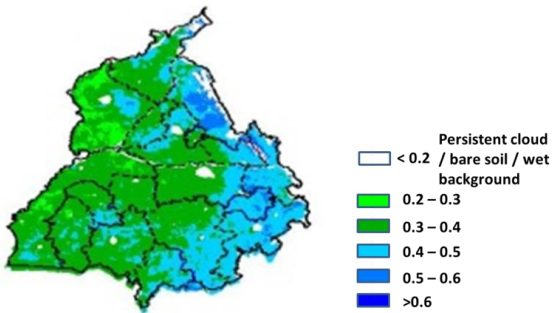 < 0.2 Persistent cloud
/ bare soil / wet
background
0.2 – 0.3
0.3 – 0.4
0.4 – 0.5
0.5 – 0.6
>0.6